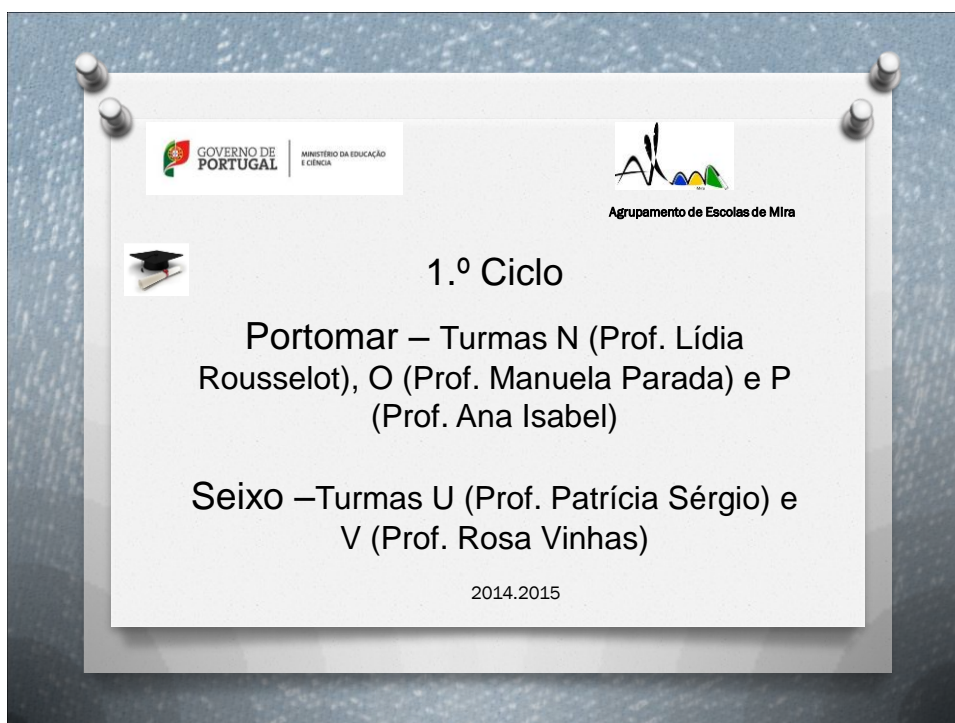 GOVERNO DE
PORTUGAL
MINISTÉRIO DA EDUCAÇÃO
E CIÊNCIA
Mira
Agrupamento de Escolas de Mira
1.º Ciclo
Portomar – Turmas N (Prof. Lídia
Rousselot), O (Prof. Manuela Parada) e P
(Prof. Ana Isabel)
Seixo –Turmas U (Prof. Patrícia Sérgio) e
V (Prof. Rosa Vinhas)
2014.2015